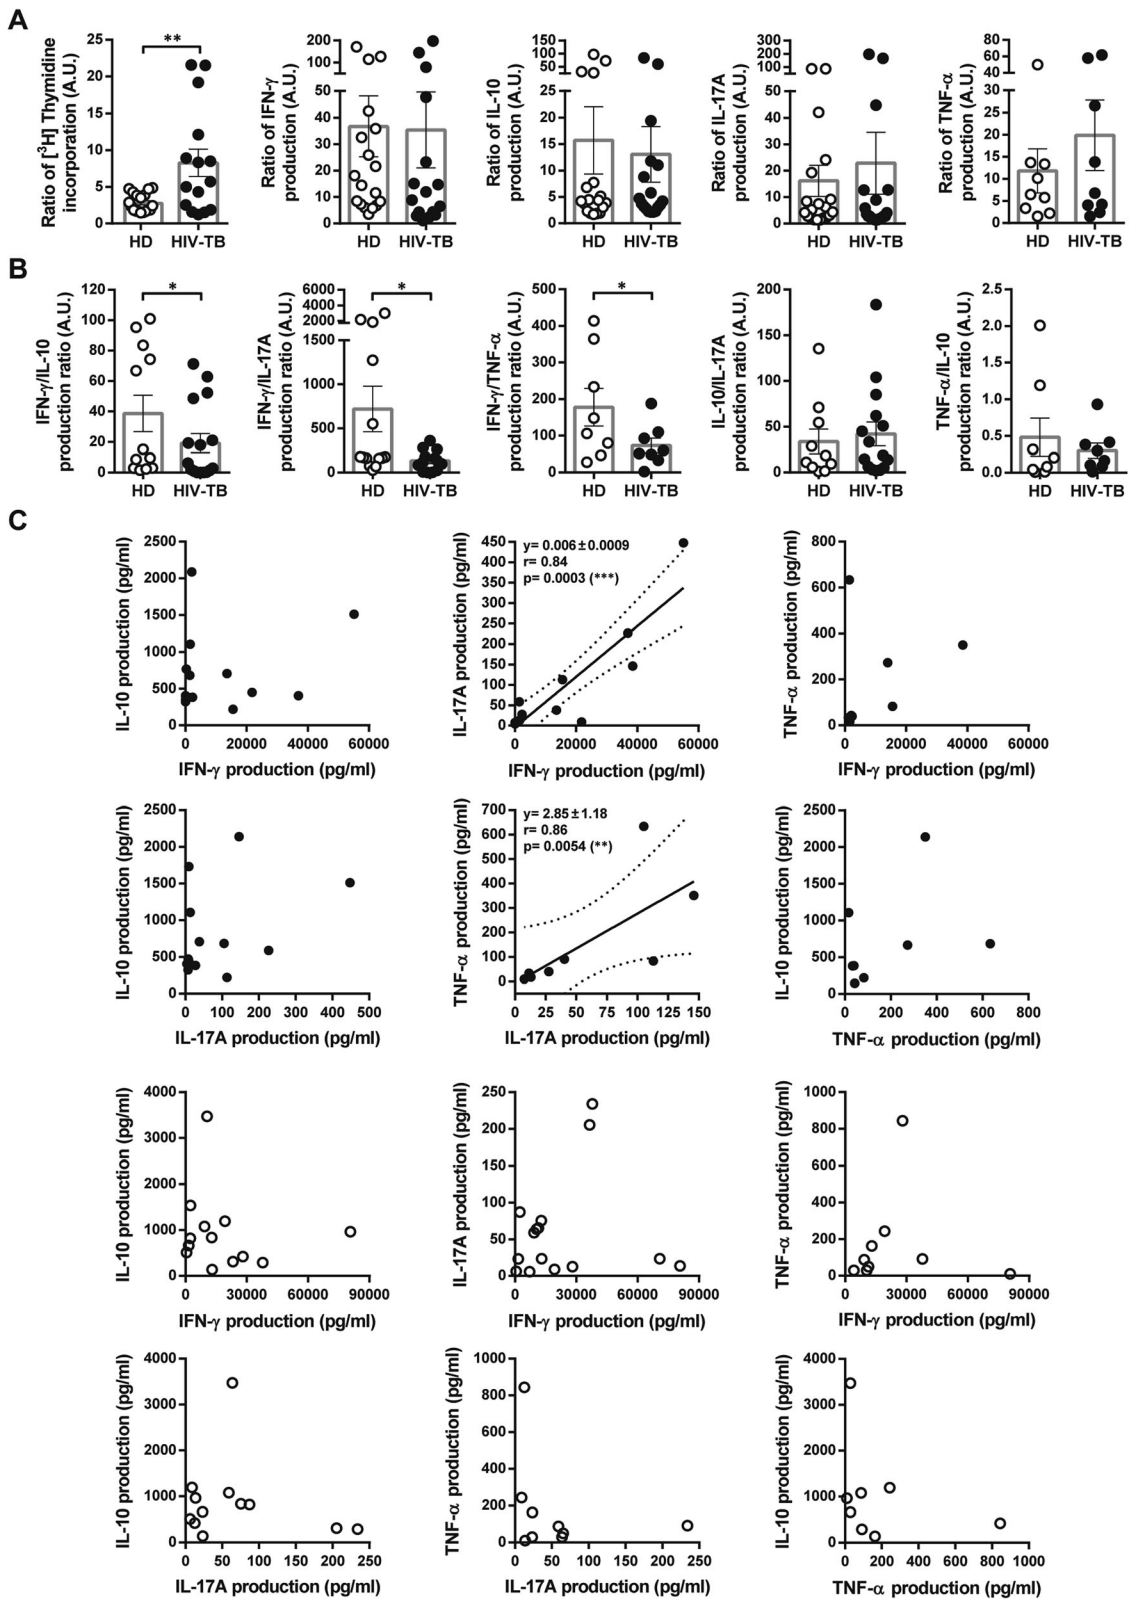 A
Ratio of [³H] Thymidine
incorporation (A.U.)
25
20
15
10
5
0
**
HD
HIV-TB
Ratio of IFN-γ
production (A.U.)
200
100
50
40
30
20
10
0
HD
HIV-TB
Ratio of IL-10
production (A.U.)
150
100
50
20
15
10
5
0
HD
HIV-TB
Ratio of IL-17A
production (A.U.)
300
200
100
50
40
30
20
10
0
HD
HIV-TB
Ratio of TNF-α
production (A.U.)
80
60
40
30
25
20
15
10
5
0
HD
HIV-TB
B
IFN-γ/IL-10
production ratio (A.U.)
120
100
80
60
40
20
0
*
HD
HIV-TB
IFN-γ/IL-17A
production ratio (A.U.)
6000
4000
2000
1500
1000
500
0
*
HD
HIV-TB
IFN-γ/TNF-α
production ratio (A.U.)
500
400
300
200
100
0
*
HD
HIV-TB
IL-10/IL-17A
production ratio (A.U.)
200
150
100
50
0
HD
HIV-TB
TNF-α/IL-10
production ratio (A.U.)
2.5
2.0
1.5
1.0
0.5
0.0
HD
HIV-TB
C
IL-10 production (pg/ml)
2500
2000
1500
1000
500
0
0 20000 40000 60000
IFN-γ production (pg/ml)
IL-17A production (pg/ml)
450
400
350
300
250
200
150
100
50
0
y= 0.006±0.0009
r= 0.84
p= 0.0003 (***)
0 20000 40000 60000
IFN-γ production (pg/ml)
TNF-α production (pg/ml)
800
600
400
200
0
0 20000 40000 60000
IFN-γ production (pg/ml)
IL-10 production (pg/ml)
2500
2000
1500
1000
500
0
0 100 200 300 400 500
IL-17A production (pg/ml)
TNF-α production (pg/ml)
700
600
500
400
300
200
100
0
y= 2.85±1.18
r= 0.86
p= 0.0054 (**)
0 25 50 75 100 125 150
IL-17A production (pg/ml)
IL-10 production (pg/ml)
2500
2000
1500
1000
500
0
0 200 400 600 800
TNF-α production (pg/ml)
IL-10 production (pg/ml)
4000
3000
2000
1000
0
0 30000 60000 90000
IFN-γ production (pg/ml)
IL-17A production (pg/ml)
250
200
150
100
50
0
0 30000 60000 90000
IFN-γ production (pg/ml)
TNF-α production (pg/ml)
1000
800
600
400
200
0
0 30000 60000 90000
IFN-γ production (pg/ml)
IL-10 production (pg/ml)
4000
3000
2000
1000
0
0 50 100 150 200 250
IL-17A production (pg/ml)
TNF-α production (pg/ml)
1000
800
600
400
200
0
0 50 100 150 200 250
IL-17A production (pg/ml)
IL-10 production (pg/ml)
4000
3000
2000
1000
0
0 200 400 600 800 1000
TNF-α production (pg/ml)